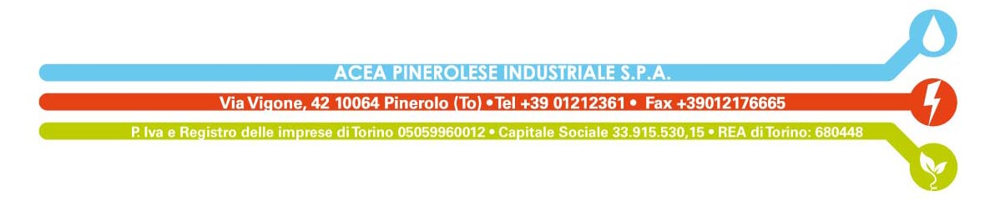 ACEA PINEROLESE INDUSTRIALE S.P.A.
Via Vigone, 42 10064 Pinerolo (To) • Tel +39 01212361 • Fax +39012176665
P. Iva e Registro delle imprese di Torino 05059960012 • Capitale Sociale 33.915.530,15 • REA di Torino: 680448